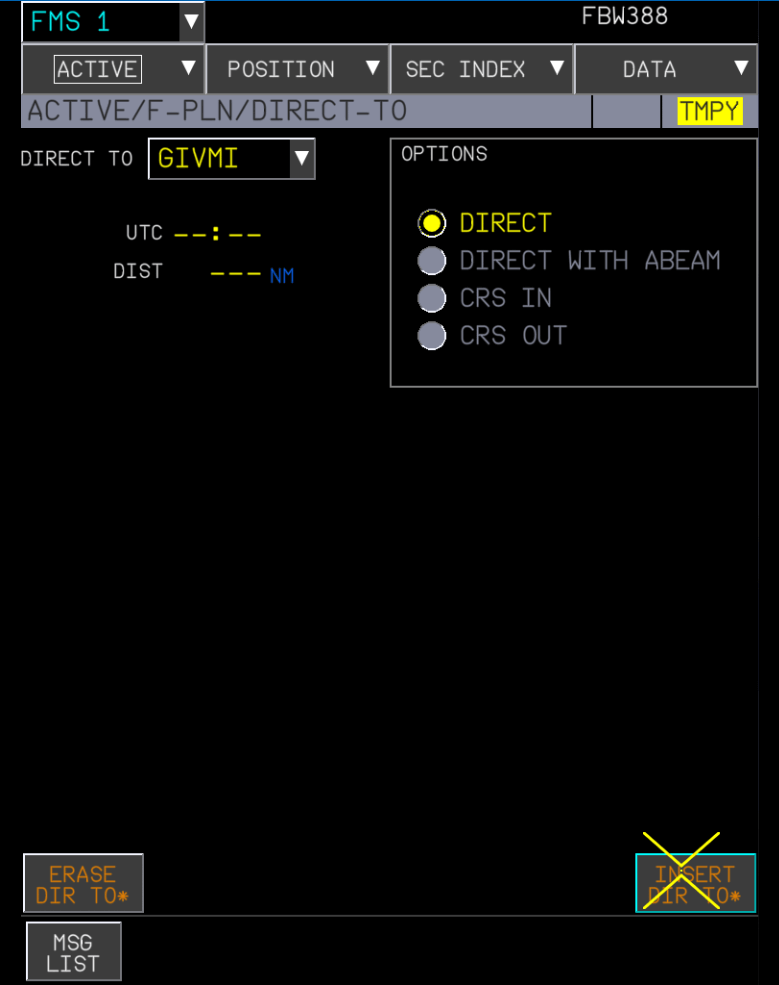 FMS 1
FBW388
ACTIVE POSITION SEC INDEX DATA
ACTIVE/F-PLN/DIRECT-TO TMPY
DIRECT TO GIVMI
UTC --:--
DIST --- NM
OPTIONS
DIRECT
DIRECT WITH ABEAM
CRS IN
CRS OUT
ERASE
DIR TO*
INSERT
DIR TO*
MSG
LIST